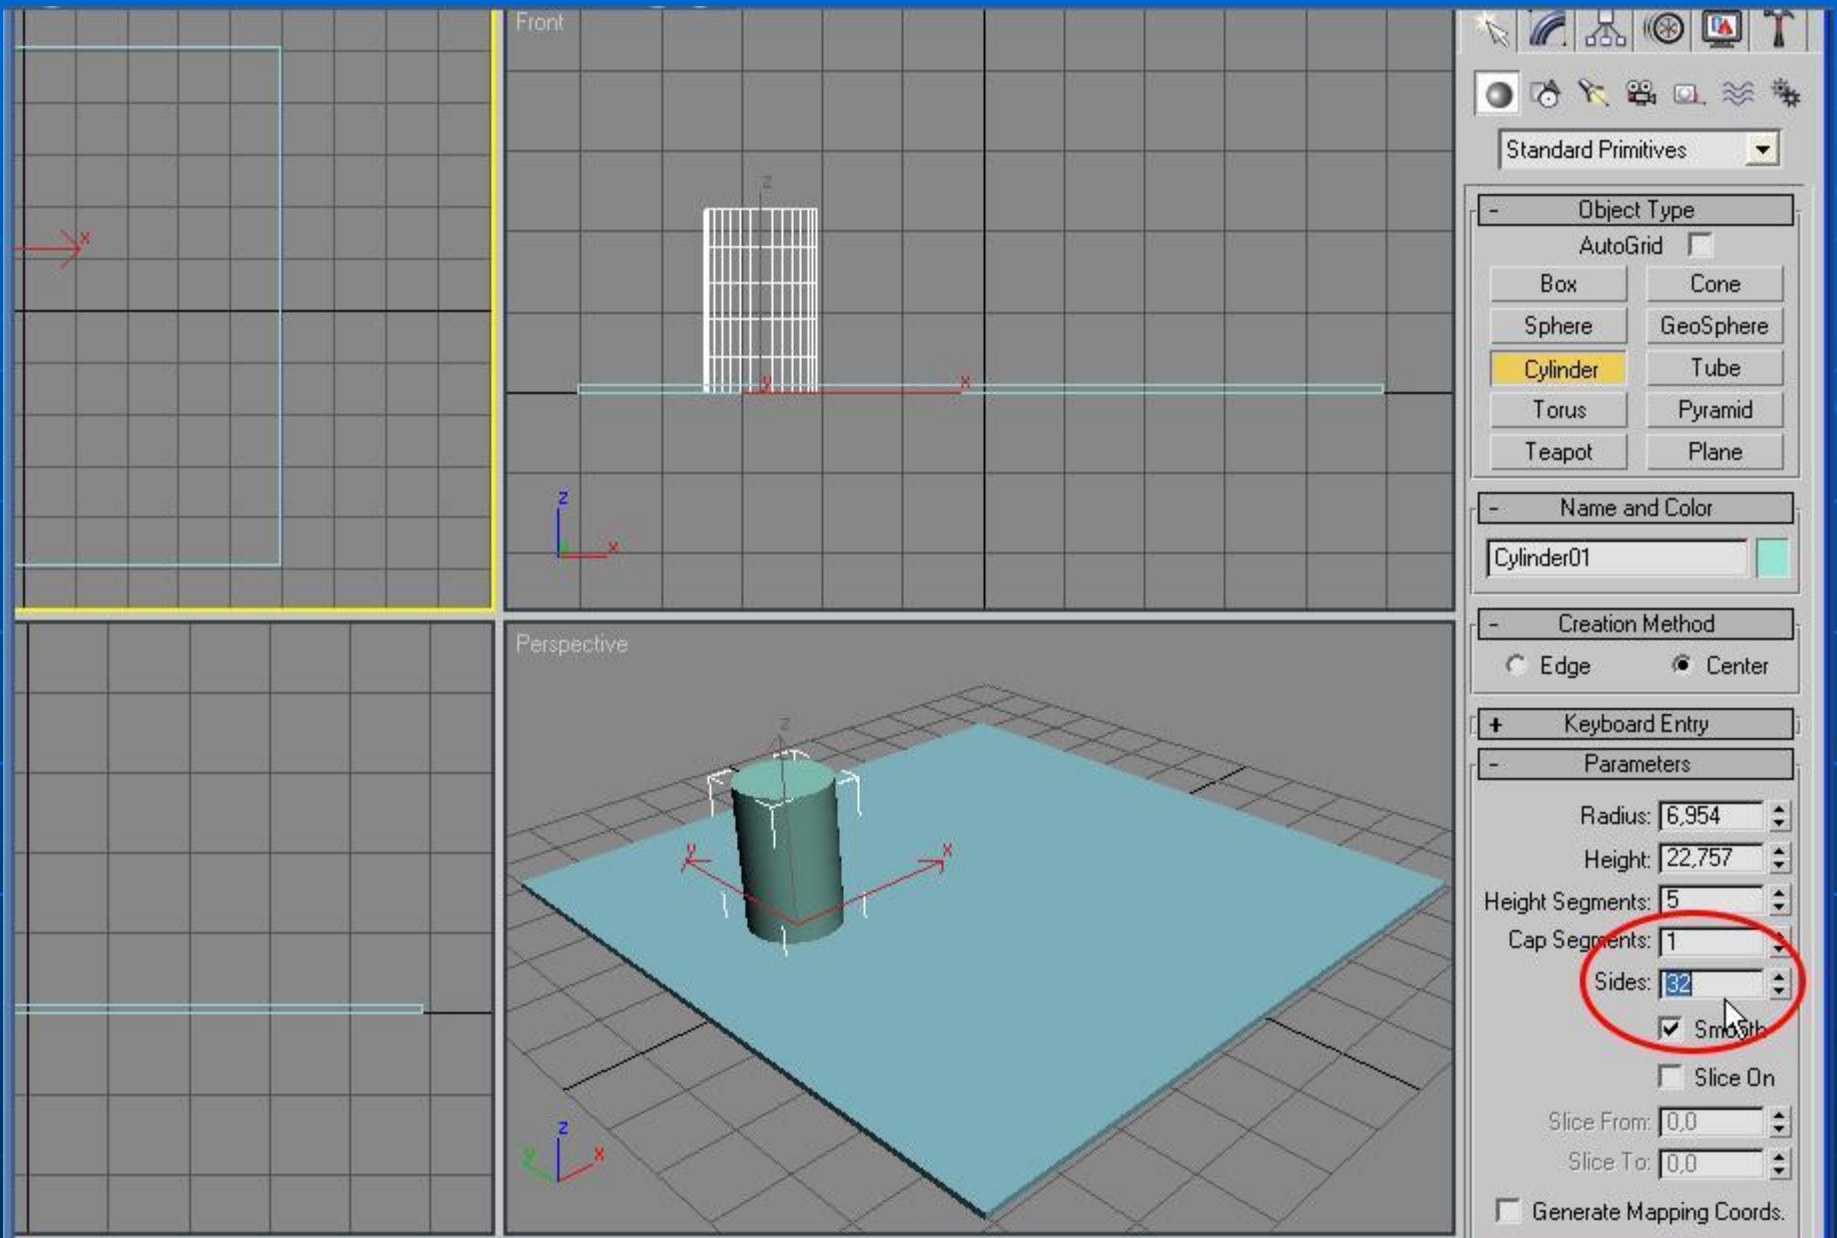 Front
Standard Primitives
- Object Type
AutoGrid
Box Cone
Sphere GeoSphere
Cylinder Tube
Torus Pyramid
Teapot Plane
- Name and Color
Cylinder01
- Creation Method
Edge Center
+ Keyboard Entry
- Parameters
Radius: 6,954
Height: 22,757
Height Segments: 5
Cap Segments: 1
Sides: 32
Smooth
Slice On
Slice From: 0,0
Slice To: 0,0
Generate Mapping Coords.
x
z
y x
z
x
Perspective
z
y x
z
y x